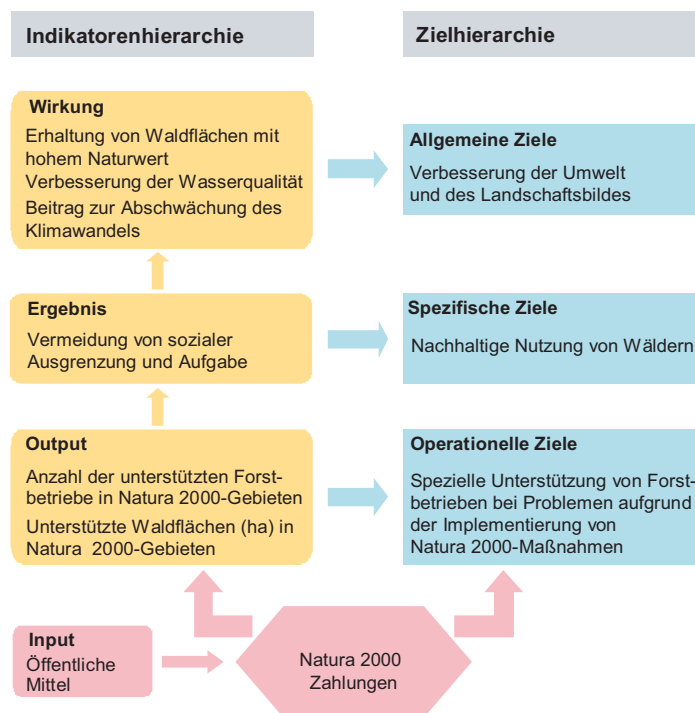 Indikatorenhierarchie
Zielhierarchie
Wirkung
Erhaltung von Waldflächen mit
hohem Naturwert
Verbesserung der Wasserqualität
Beitrag zur Abschwächung des
Klimawandels
Allgemeine Ziele
Verbesserung der Umwelt
und des Landschaftsbildes
Ergebnis
Vermeidung von sozialer
Ausgrenzung und Aufgabe
Spezifische Ziele
Nachhaltige Nutzung von Wäldern
Output
Anzahl der unterstützten Forst-
betriebe in Natura 2000-Gebieten
Unterstützte Waldflächen (ha) in
Natura 2000-Gebieten
Operationelle Ziele
Spezielle Unterstützung von Forst-
betrieben bei Problemen aufgrund
der Implementierung von
Natura 2000-Maßnahmen
Input
Öffentliche
Mittel
Natura 2000
Zahlungen